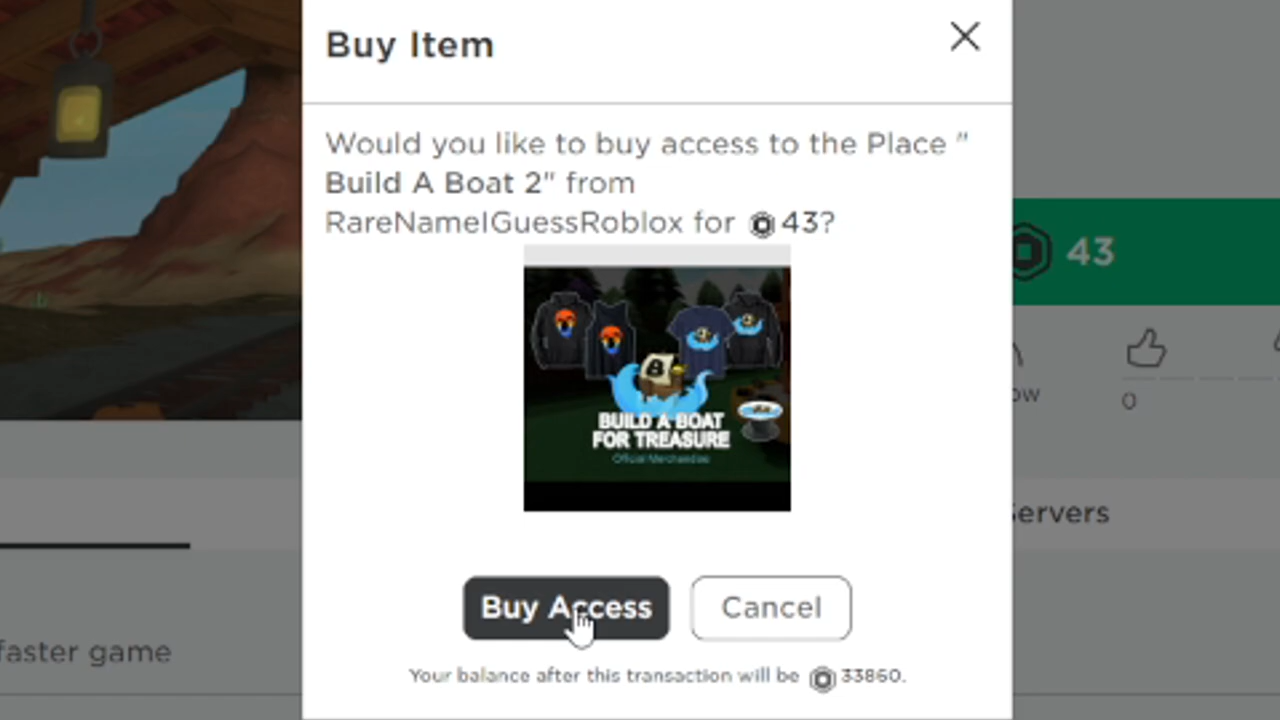 Buy Item
Would you like to buy access to the Place "
Build A Boat 2" from
RareNameIGuessRoblox for 43?
43
B
BUILD A BOAT
FOR TREASURE
Official Merchandise
0
Servers
Buy Access
Cancel
faster game
Your balance after this transaction will be 33860.